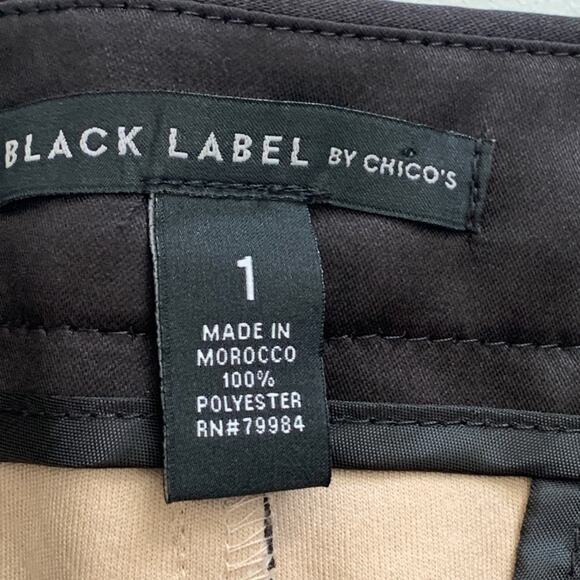 BLACK LABEL BY CHICO'S
1
MADE IN
MOROCCO
100%
POLYESTER
RN#79984